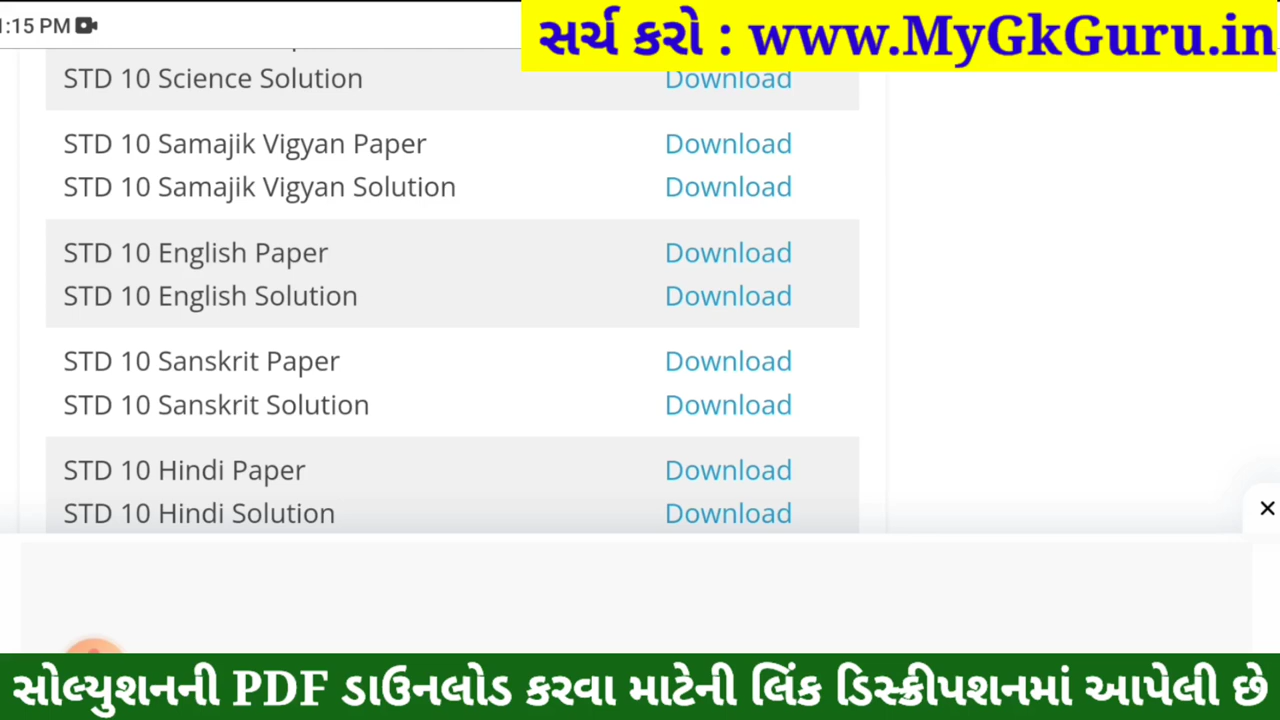 1:15 PM
સર્ચ કરો : www.MyGkGuru.in
STD 10 Science Solution Download
STD 10 Samajik Vigyan Paper Download
STD 10 Samajik Vigyan Solution Download
STD 10 English Paper Download
STD 10 English Solution Download
STD 10 Sanskrit Paper Download
STD 10 Sanskrit Solution Download
STD 10 Hindi Paper Download
STD 10 Hindi Solution Download
સોલ્યુશનની PDF ડાઉનલોડ કરવા માટેની લિંક ડિસ્ક્રીપશનમાં આપેલી છે